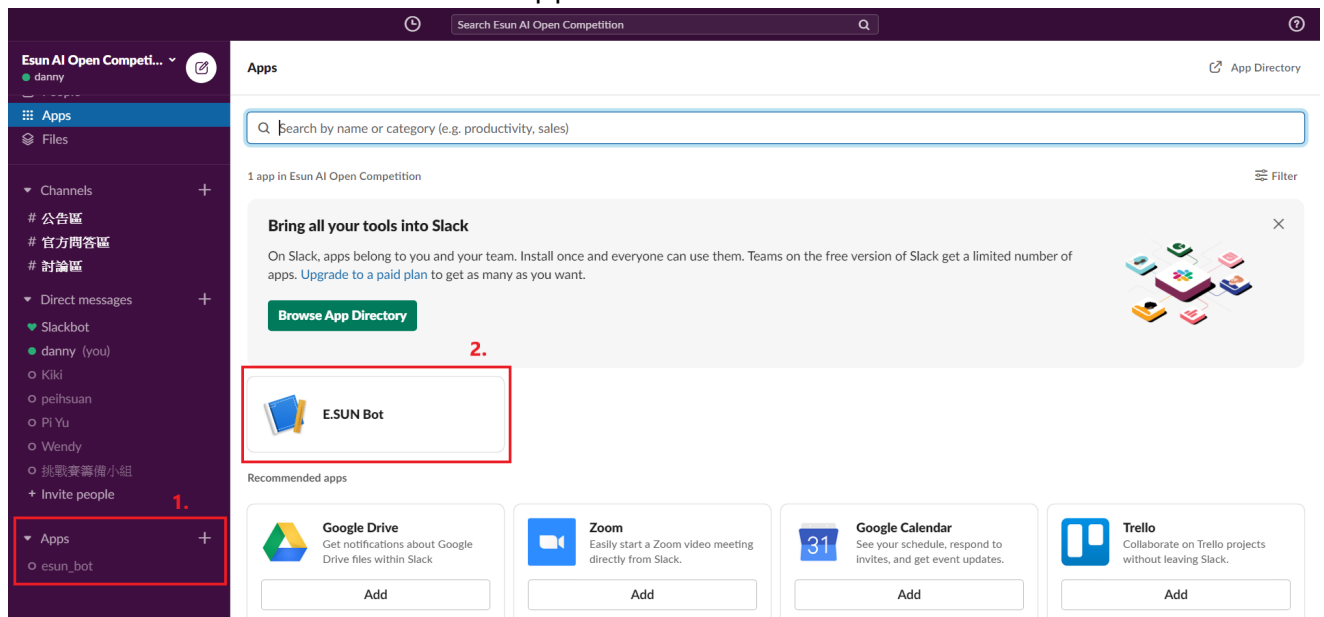 Search Esun AI Open Competition
Esun AI Open Competi...
danny
Apps
Files
Channels
# 公告區
# 官方問答區
# 討論區
Direct messages
Slackbot
danny (you)
Kiki
peihsuan
Pi Yu
Wendy
挑戰賽籌備小組
+ Invite people
1.
Apps
esun_bot
Apps
App Directory
Search by name or category (e.g. productivity, sales)
1 app in Esun AI Open Competition
Filter
Bring all your tools into Slack
On Slack, apps belong to you and your team. Install once and everyone can use them. Teams on the free version of Slack get a limited number of
apps. Upgrade to a paid plan to get as many as you want.
Browse App Directory
2.
E.SUN Bot
Recommended apps
Google Drive
Get notifications about Google
Drive files within Slack
Add
Zoom
Easily start a Zoom video meeting
directly from Slack.
Add
31
Google Calendar
See your schedule, respond to
invites, and get event updates.
Add
Trello
Collaborate on Trello projects
without leaving Slack.
Add